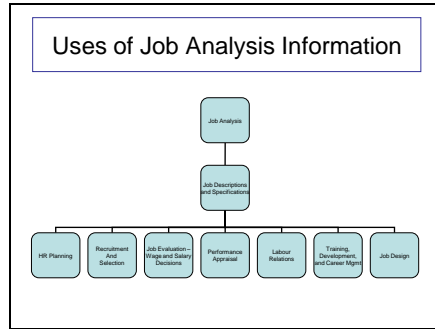 Uses of Job Analysis Information
Job Analysis
Job Descriptions
and Specifications
HR Planning
Recruitment
And
Selection
Job Evaluation –
Wage and Salary
Decisions
Performance
Appraisal
Labour
Relations
Training,
Development,
and Career Mgmt
Job Design